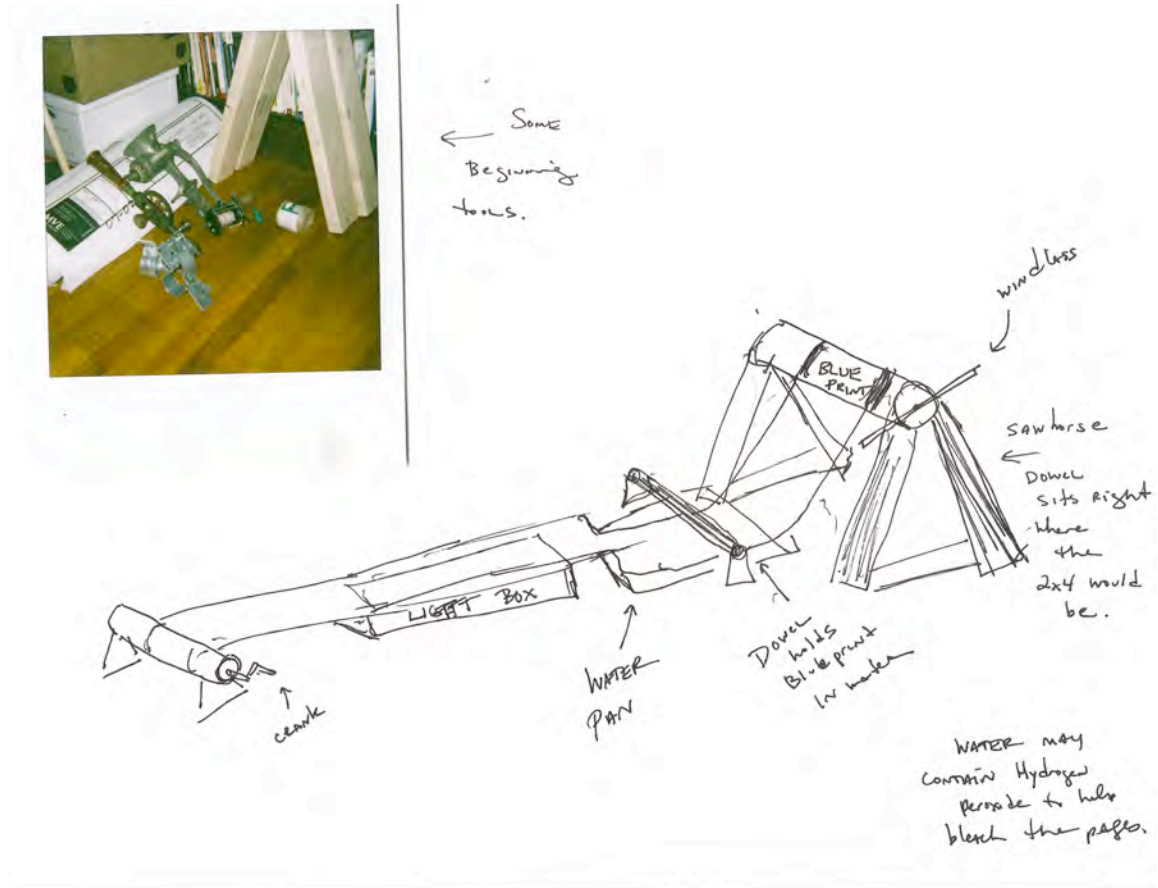 MVE
← Some
Beginning
tools.
windlass
BLUE
PRINT
sawhorse
Dowel
sits right
where
the
2x4 would
be.
LIGHT BOX
WATER
PAN
Dowel
holds
Blueprint
In water
crank
WATER MAY
CONTAIN Hydrogen
Peroxide to help
bleach the pages.